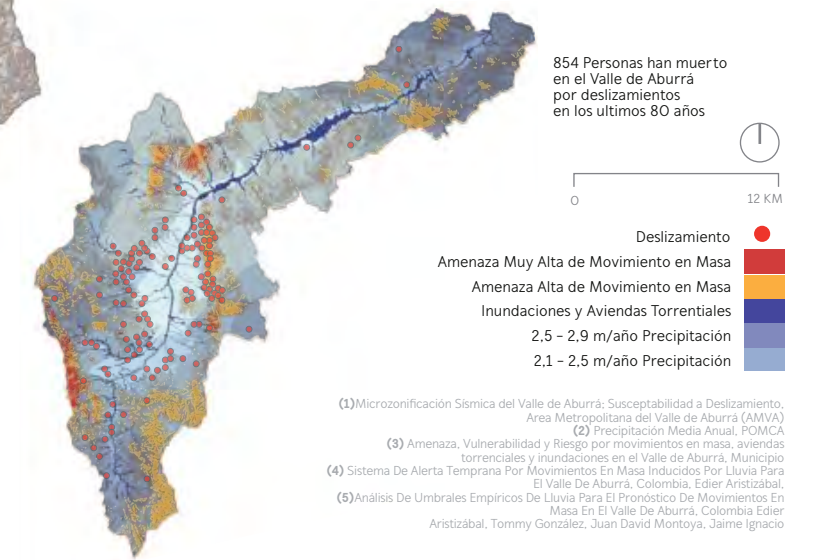 854 Personas han muerto
en el Valle de Aburrá
por deslizamientos
en los ultimos 80 años
0
12 KM
Deslizamiento
Amenaza Muy Alta de Movimiento en Masa
Amenaza Alta de Movimiento en Masa
Inundaciones y Aviendas Torrentiales
2,5 – 2,9 m/año Precipitación
2,1 – 2,5 m/año Precipitación
(1)Microzonificación Sísmica del Valle de Aburrá; Susceptabilidad a Deslizamiento,
Area Metropolitana del Valle de Aburrá (AMVA)
(2) Precipitación Media Anual, POMCA
(3) Amenaza, Vulnerabilidad y Riesgo por movimientos en masa, aviendas
torrenciales y inundaciones en el Valle de Aburrá, Municipio
(4) Sistema De Alerta Temprana Por Movimientos En Masa Inducidos Por Lluvia Para
El Valle De Aburrá, Colombia, Edier Aristizábal,
(5)Análisis De Umbrales Empíricos De Lluvia Para El Pronóstico De Movimientos En
Masa En El Valle De Aburrá, Colombia Edier
Aristizábal, Tommy González, Juan David Montoya, Jaime Ignacio